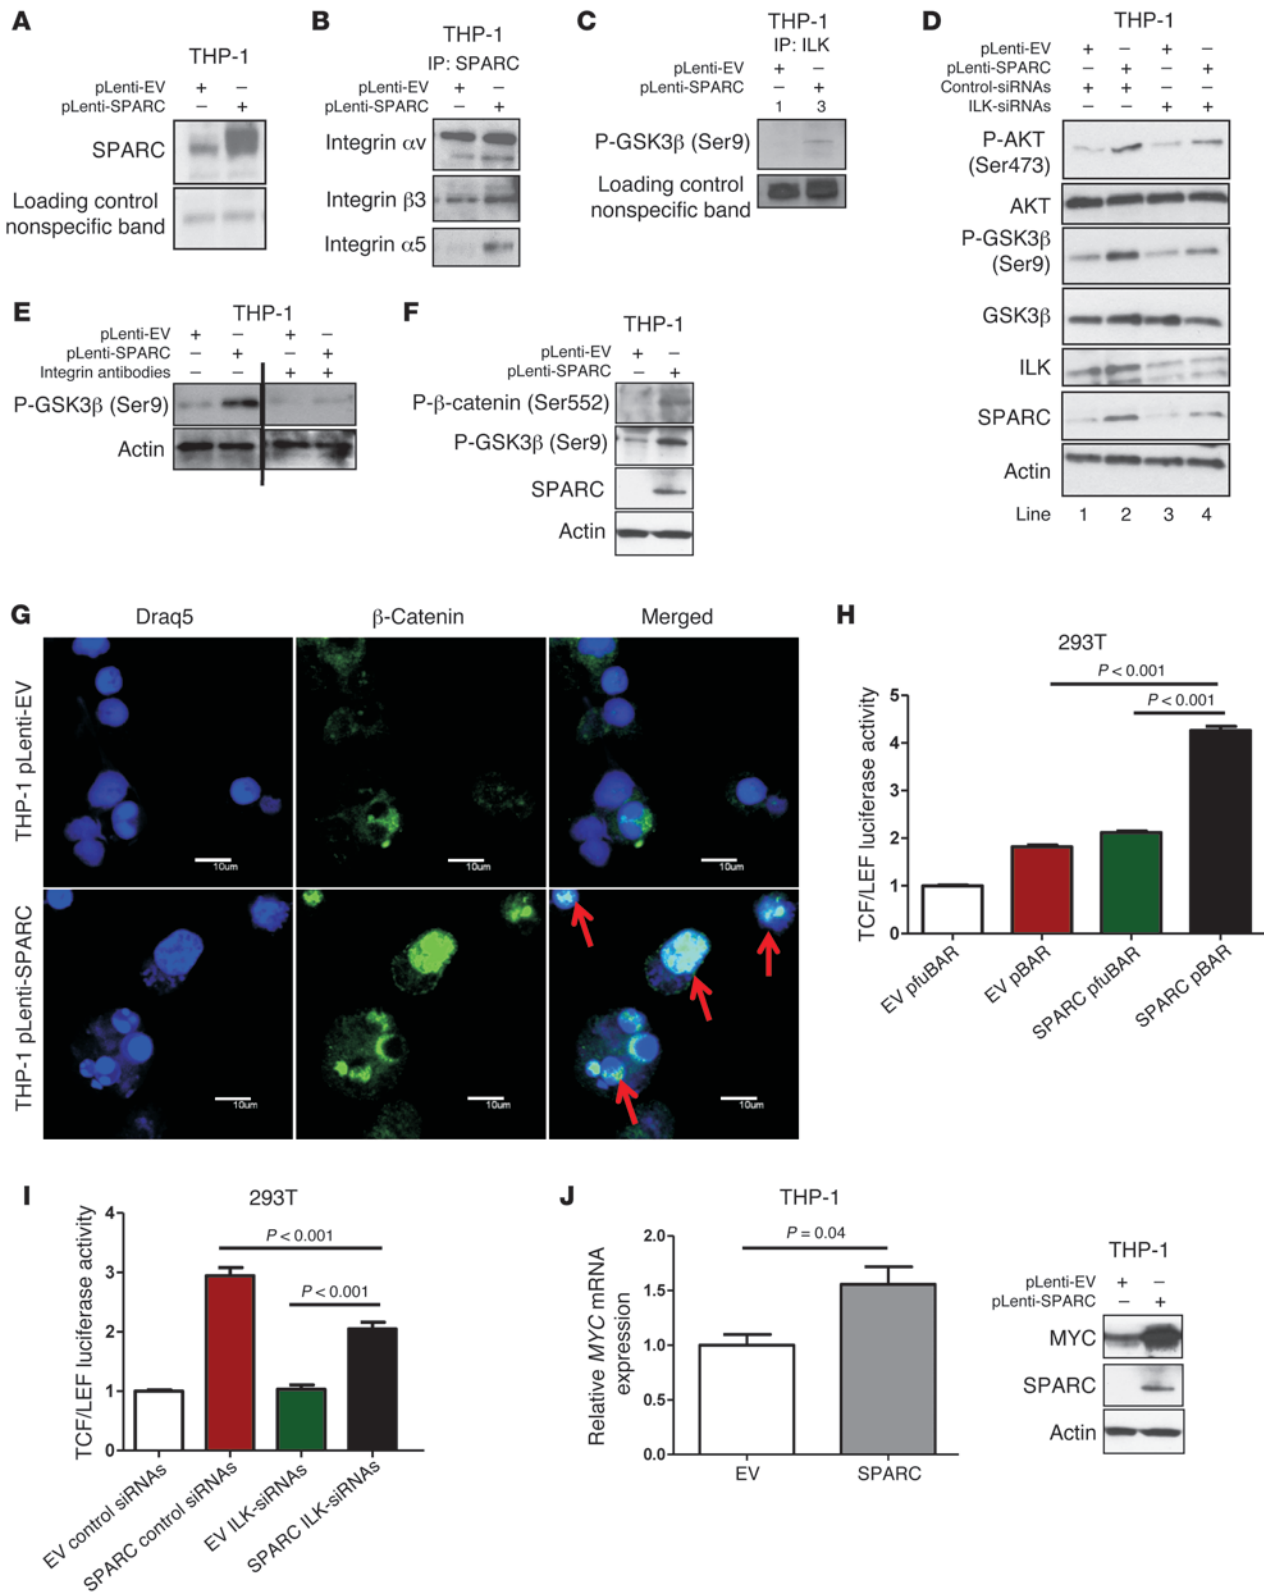 A
THP-1
pLenti-EV + −
pLenti-SPARC − +
SPARC
Loading control
nonspecific band
B
THP-1
IP: SPARC
pLenti-EV + −
pLenti-SPARC − +
Integrin αv
Integrin β3
Integrin α5
C
THP-1
IP: ILK
pLenti-EV + −
pLenti-SPARC − +
1 3
P-GSK3β (Ser9)
Loading control
nonspecific band
D
THP-1
pLenti-EV + − + −
pLenti-SPARC − + − +
Control-siRNAs + + − −
ILK-siRNAs − − + +
P-AKT
(Ser473)
AKT
P-GSK3β
(Ser9)
GSK3β
ILK
SPARC
Actin
Line 1 2 3 4
E
THP-1
pLenti-EV + − + −
pLenti-SPARC − + − +
Integrin antibodies − − + +
P-GSK3β (Ser9)
Actin
F
THP-1
pLenti-EV + −
pLenti-SPARC − +
P-β-catenin (Ser552)
P-GSK3β (Ser9)
SPARC
Actin
G
Draq5 β-Catenin Merged
THP-1 pLenti-EV
10um 10um 10um
THP-1 pLenti-SPARC
10um 10um 10um
H
293T
P < 0.001
P < 0.001
TCF/LEF luciferase activity
5
4
3
2
1
0
EV pfuBAR
EV pBAR
SPARC pfuBAR
SPARC pBAR
I
293T
P < 0.001
P < 0.001
TCF/LEF luciferase activity
4
3
2
1
0
EV control siRNAs
SPARC control siRNAs
EV ILK-siRNAs
SPARC ILK-siRNAs
J
THP-1
P = 0.04
Relative MYC mRNA
expression
2.0
1.5
1.0
0.5
0.0
EV SPARC
THP-1
pLenti-EV + −
pLenti-SPARC − +
MYC
SPARC
Actin